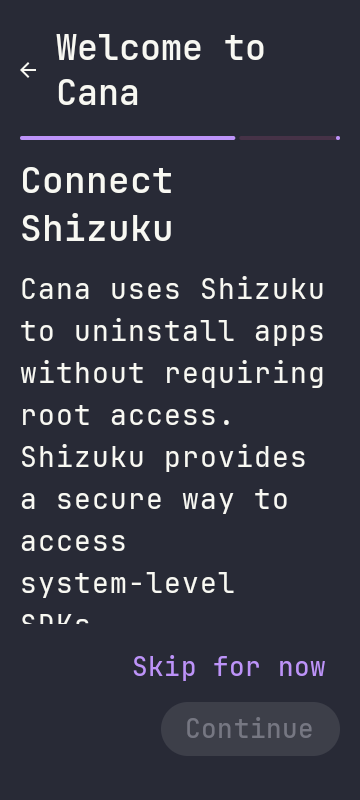 Welcome to
Cana
Connect
Shizuku
Cana uses Shizuku
to uninstall apps
without requiring
root access.
Shizuku provides
a secure way to
access
system-level
Skip for now
Continue